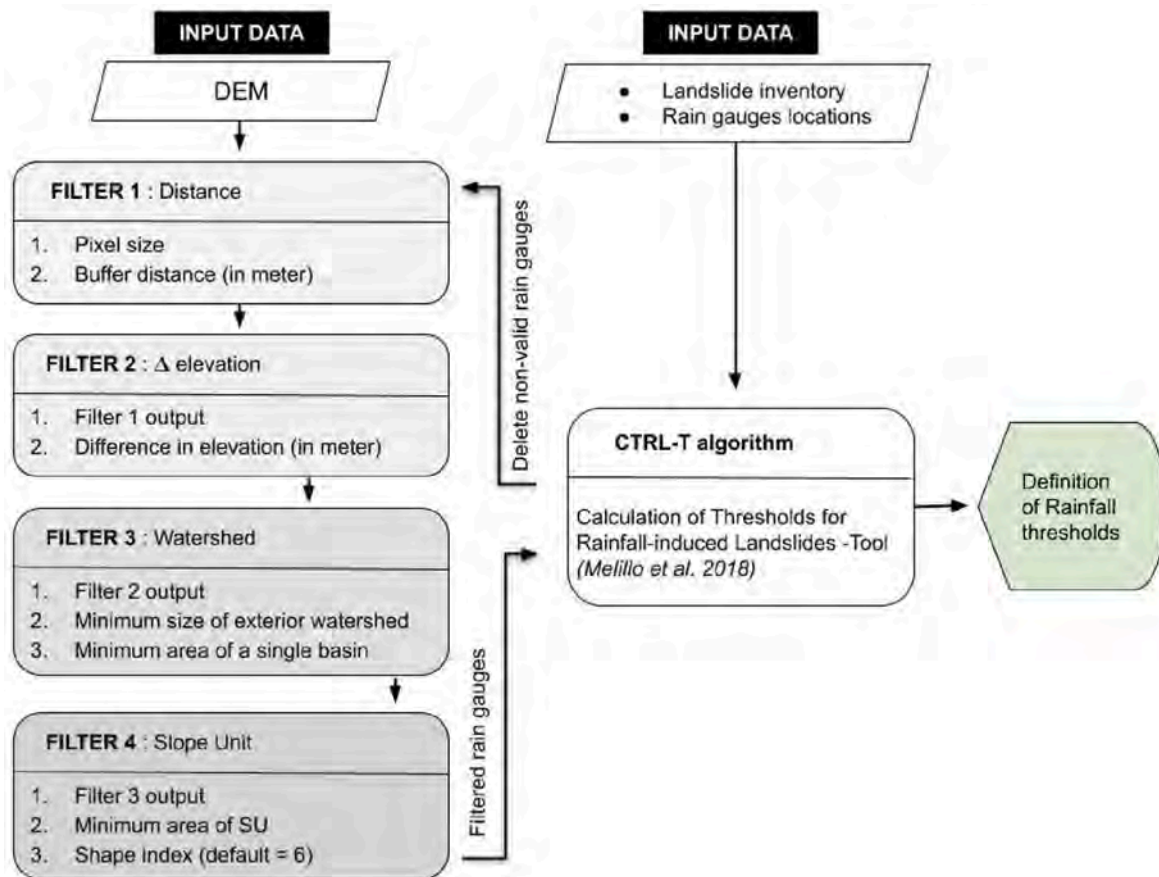 INPUT DATA
DEM
FILTER 1 : Distance
1. Pixel size
2. Buffer distance (in meter)
FILTER 2 : Δ elevation
1. Filter 1 output
2. Difference in elevation (in meter)
FILTER 3 : Watershed
1. Filter 2 output
2. Minimum size of exterior watershed
3. Minimum area of a single basin
FILTER 4 : Slope Unit
1. Filter 3 output
2. Minimum area of SU
3. Shape index (default = 6)
Delete non-valid rain gauges
Filtered rain gauges
INPUT DATA
• Landslide inventory
• Rain gauges locations
CTRL-T algorithm
Calculation of Thresholds for
Rainfall-induced Landslides -Tool
(Melillo et al. 2018)
Definition
of Rainfall
thresholds